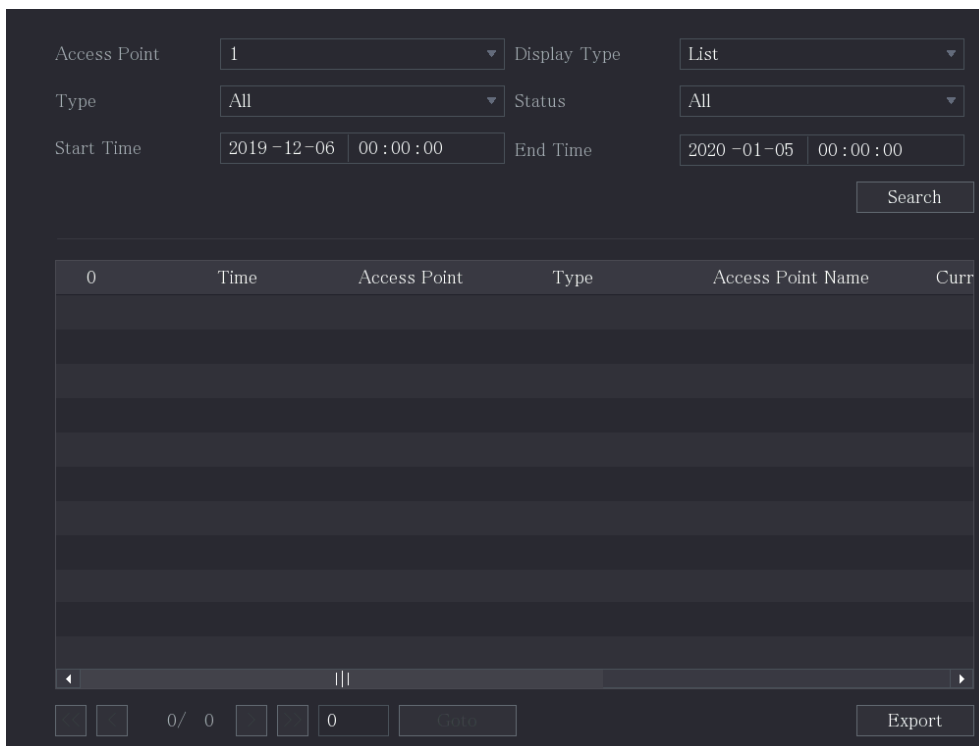 Access Point 1 Display Type List
Type All Status All
Start Time 2019 -12-06 00:00:00 End Time 2020 -01-05 00:00:00
Search
0 Time Access Point Type Access Point Name Curr
<< < 0/ 0 > >> 0 Goto Export